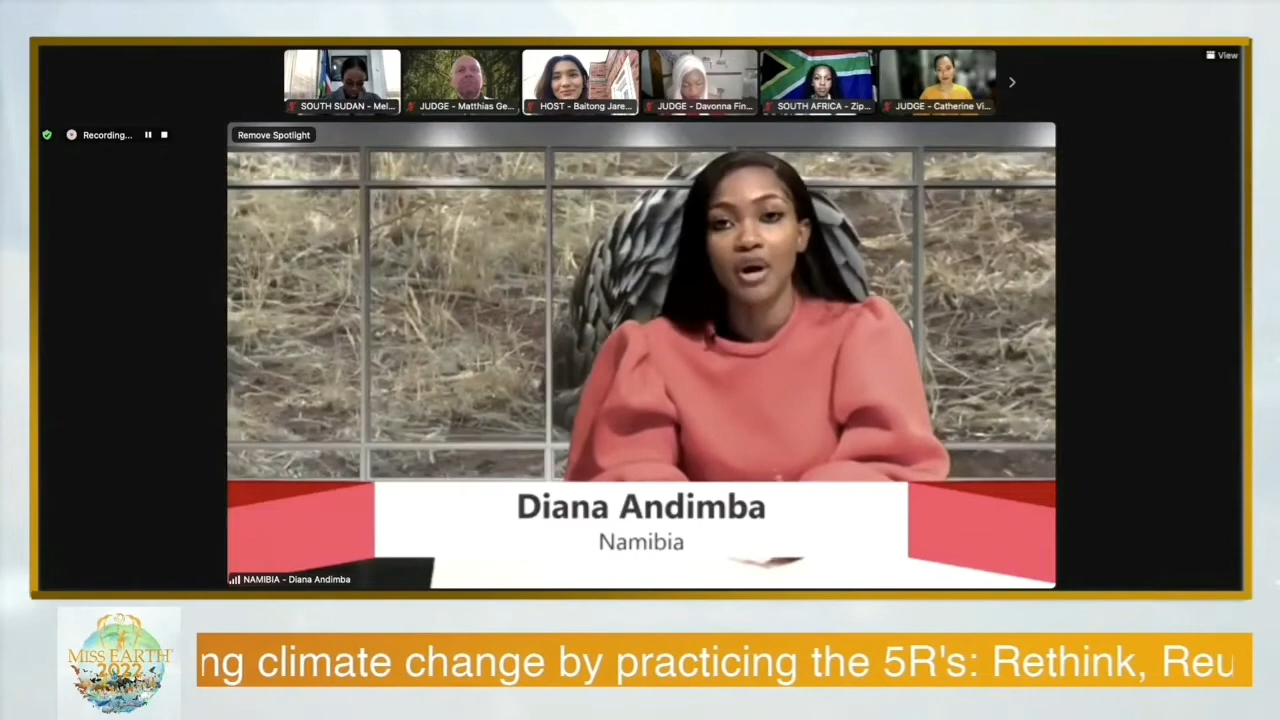 SOUTH SUDAN - Mel...
JUDGE - Matthias Ge...
HOST - Baitong Jare...
JUDGE - Davonna Fin...
SOUTH AFRICA - Zip...
JUDGE - Catherine Vi...
View
Recording...
Remove Spotlight
Diana Andimba
Namibia
NAMIBIA - Diana Andimba
MISS EARTH
2022
ng climate change by practicing the 5R's: Rethink, Reu